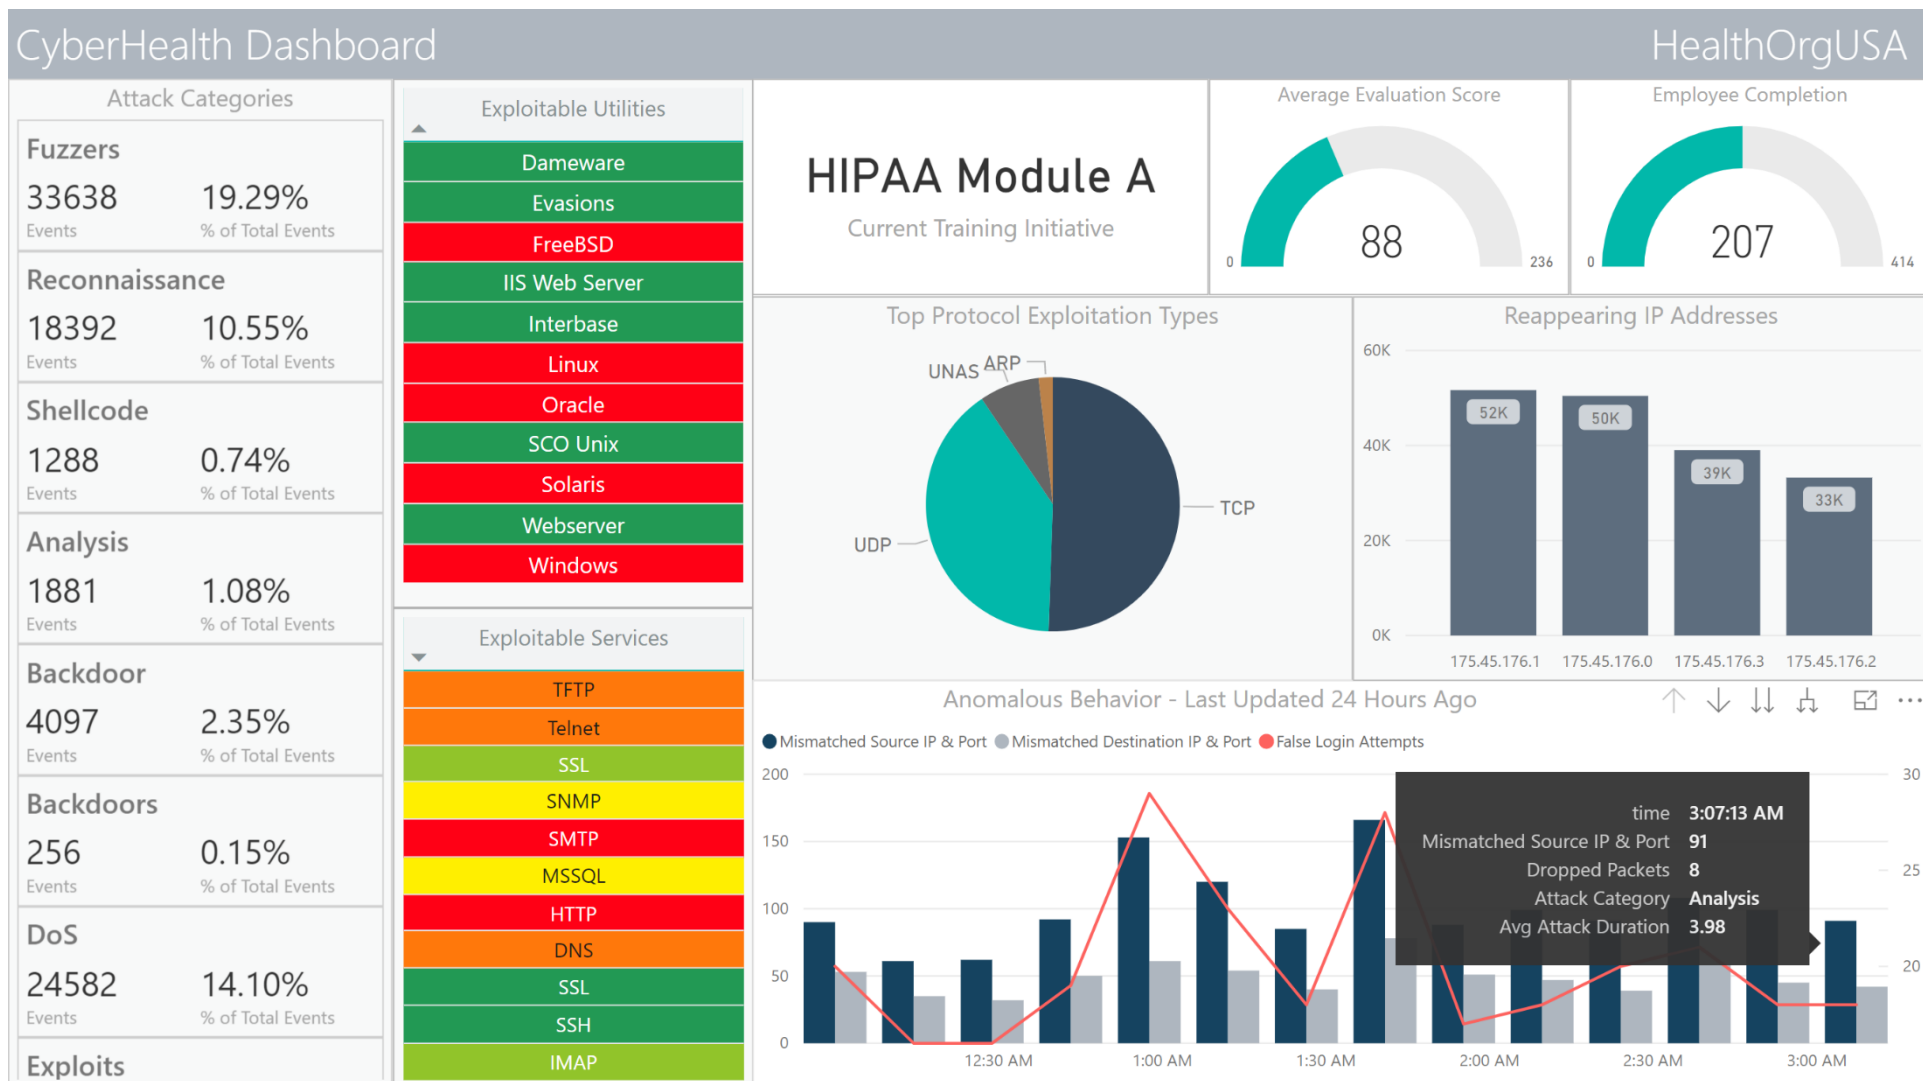 CyberHealth Dashboard
HealthOrgUSA
Attack Categories
Fuzzers
33638 19.29%
Events % of Total Events
Reconnaissance
18392 10.55%
Events % of Total Events
Shellcode
1288 0.74%
Events % of Total Events
Analysis
1881 1.08%
Events % of Total Events
Backdoor
4097 2.35%
Events % of Total Events
Backdoors
256 0.15%
Events % of Total Events
DoS
24582 14.10%
Events % of Total Events
Exploits
Exploitable Utilities
Dameware
Evasions
FreeBSD
IIS Web Server
Interbase
Linux
Oracle
SCO Unix
Solaris
Webserver
Windows
Exploitable Services
TFTP
Telnet
SSL
SNMP
SMTP
MSSQL
HTTP
DNS
SSL
SSH
IMAP
HIPAA Module A
Current Training Initiative
Average Evaluation Score
88
0 236
Employee Completion
207
0 414
Top Protocol Exploitation Types
ARP
UNAS
TCP
UDP
Reappearing IP Addresses
60K
40K
20K
0K
52K
50K
39K
33K
175.45.176.1 175.45.176.0 175.45.176.3 175.45.176.2
Anomalous Behavior - Last Updated 24 Hours Ago
Mismatched Source IP & Port Mismatched Destination IP & Port False Login Attempts
200
150
100
50
0
30
25
20
time 3:07:13 AM
Mismatched Source IP & Port 91
Dropped Packets 8
Attack Category Analysis
Avg Attack Duration 3.98
12:30 AM 1:00 AM 1:30 AM 2:00 AM 2:30 AM 3:00 AM